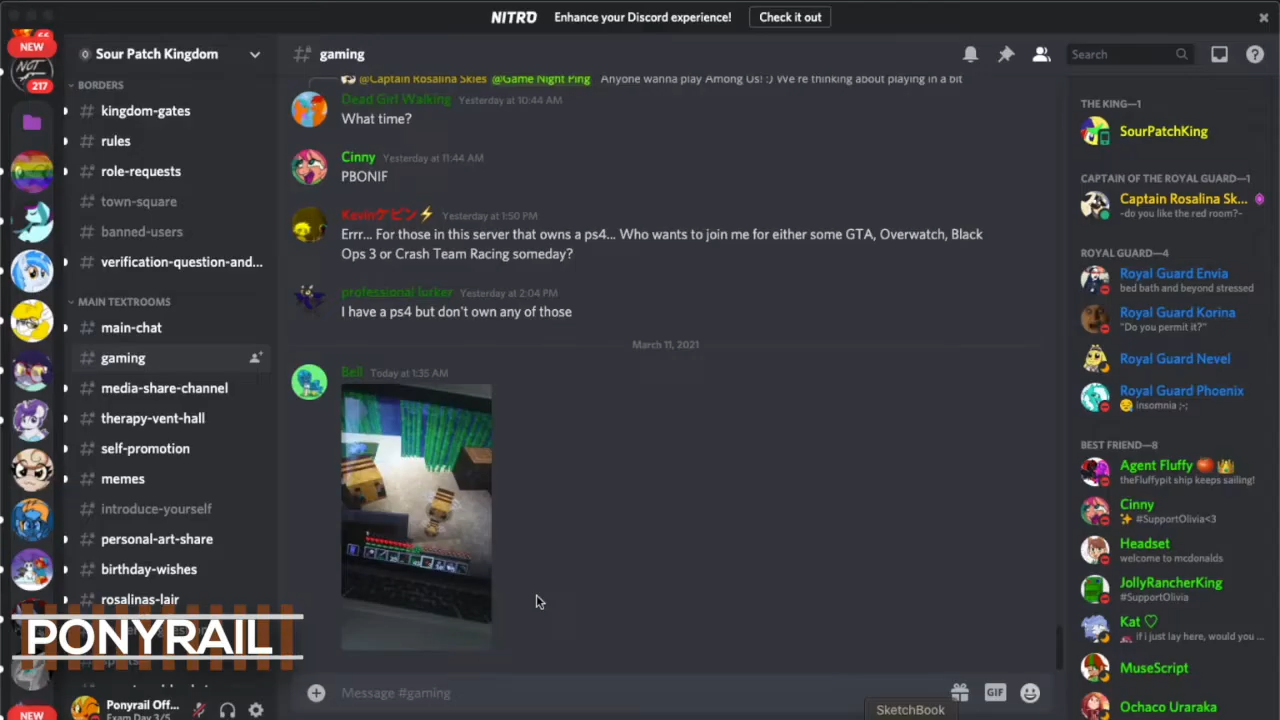 NITRO Enhance your Discord experience! Check it out
NEW
217
NEW
Sour Patch Kingdom
BORDERS
kingdom-gates
rules
role-requests
town-square
banned-users
verification-question-and...
MAIN TEXTROOMS
main-chat
gaming
media-share-channel
therapy-vent-hall
self-promotion
memes
introduce-yourself
personal-art-share
birthday-wishes
rosalinas-lair
PONYRAIL
Ponyrail Off...
Exam Day 3/5
gaming
Search
@Captain Rosalina Skies @Game Night Ping Anyone wanna play Among Us! :) We're thinking about playing in a bit
Dead Girl Walking Yesterday at 10:44 AM
What time?
Cinny Yesterday at 11:44 AM
PBONIF
Kevinケビン⚡ Yesterday at 1:50 PM
Errr... For those in this server that owns a ps4... Who wants to join me for either some GTA, Overwatch, Black
Ops 3 or Crash Team Racing someday?
professional lurker Yesterday at 2:04 PM
I have a ps4 but don't own any of those
March 11, 2021
Bell Today at 1:35 AM
Message #gaming
GIF
SketchBook
THE KING—1
SourPatchKing
CAPTAIN OF THE ROYAL GUARD—1
Captain Rosalina Sk...
-do you like the red room?-
ROYAL GUARD—4
Royal Guard Envia
bed bath and beyond stressed
Royal Guard Korina
"Do you permit it?"
Royal Guard Nevel
Royal Guard Phoenix
😔 insomnia ;-;
BEST FRIEND—8
Agent Fluffy 🍅 👑
theFluffypit ship keeps sailing!
Cinny
✨ #SupportOlivia<3
Headset
welcome to mcdonalds
JollyRancherKing
#SupportOlivia
Kat ♡
if i just lay here, would you ...
MuseScript
Ochaco Uraraka